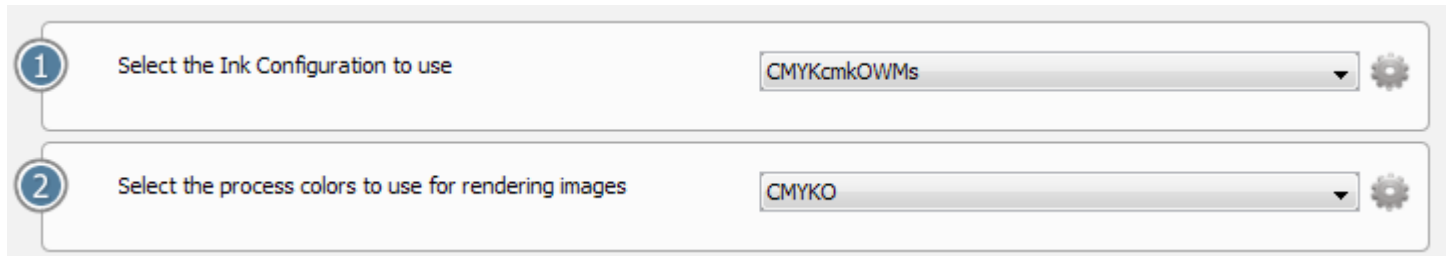 1 Select the Ink Configuration to use CMYKcmkOWMs
2 Select the process colors to use for rendering images CMYKO